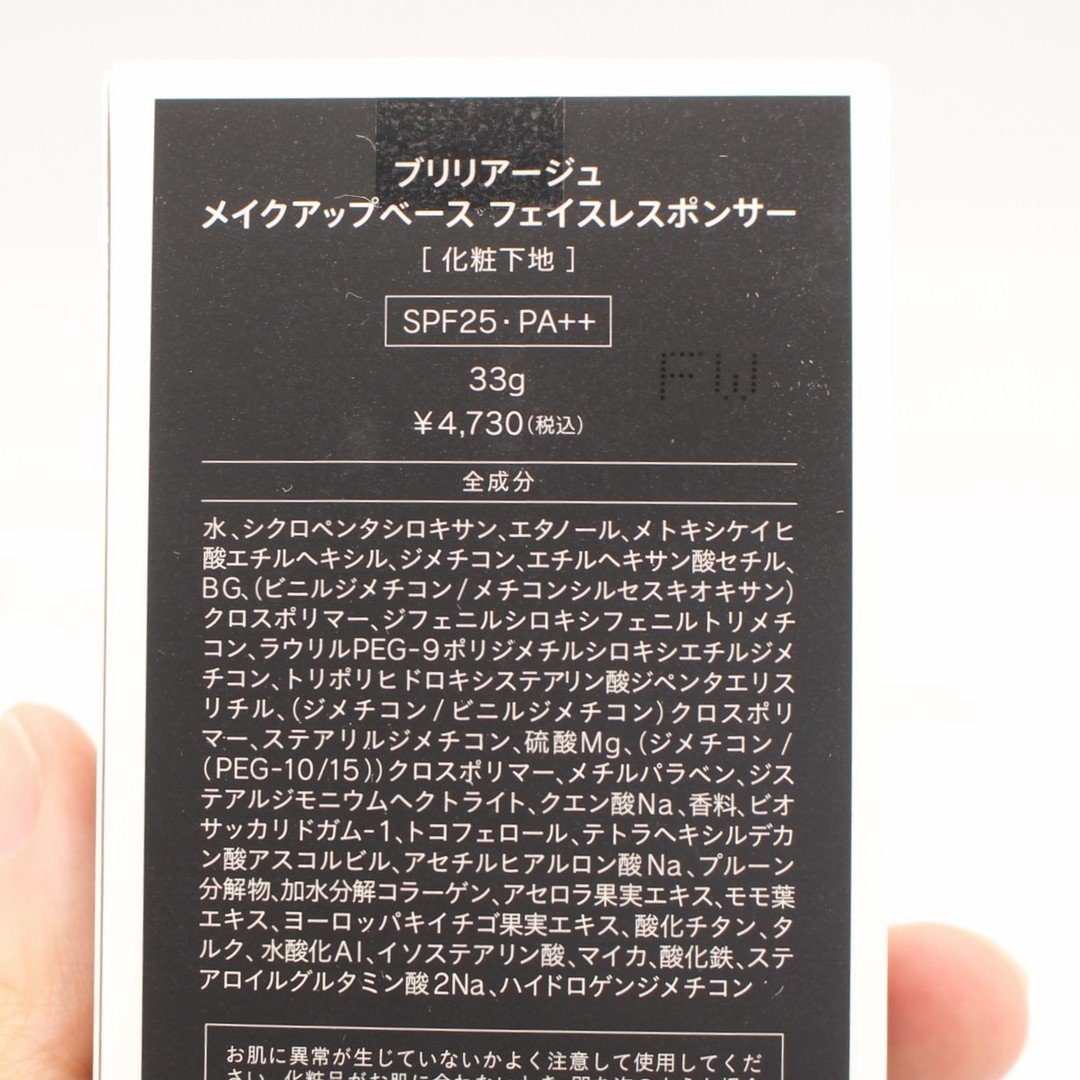 ブリリアージュ
メイクアップベース フェイスレスポンサー
[ 化粧下地 ]
SPF25・PA++
FW
33g
¥4,730(税込)
全成分
水、シクロペンタシロキサン、エタノール、メトキシケイヒ
酸エチルヘキシル、ジメチコン、エチルヘキサン酸セチル、
BG、(ビニルジメチコン/メチコンシルセスキオキサン)
クロスポリマー、ジフェニルシロキシフェニルトリメチ
コン、ラウリルPEG-9ポリジメチルシロキシエチルジメ
チコン、トリポリヒドロキシステアリン酸ジペンタエリス
リチル、(ジメチコン/ビニルジメチコン)クロスポリ
マー、ステアリルジメチコン、硫酸Mg、(ジメチコン/
(PEG-10/15))クロスポリマー、メチルパラベン、ジス
テアルジモニウムヘクトライト、クエン酸Na、香料、ビオ
サッカリドガム-1、トコフェロール、テトラヘキシルデカ
ン酸アスコルビル、アセチルヒアルロン酸Na、プルーン
分解物、加水分解コラーゲン、アセロラ果実エキス、モモ葉
エキス、ヨーロッパキイチゴ果実エキス、酸化チタン、タ
ルク、水酸化Al、イソステアリン酸、マイカ、酸化鉄、ステ
アロイルグルタミン酸2Na、ハイドロゲンジメチコン
お肌に異常が生じていないかよく注意して使用してくだ